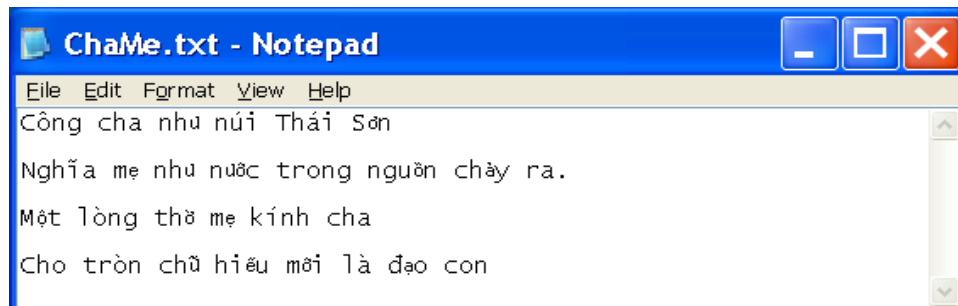 ChaMe.txt - Notepad
File Edit Format View Help
Công cha như núi Thái Sơn
Nghĩa mẹ như nước trong nguồn chảy ra.
Một lòng thờ mẹ kính cha
Cho tròn chữ hiếu mới là đạo con